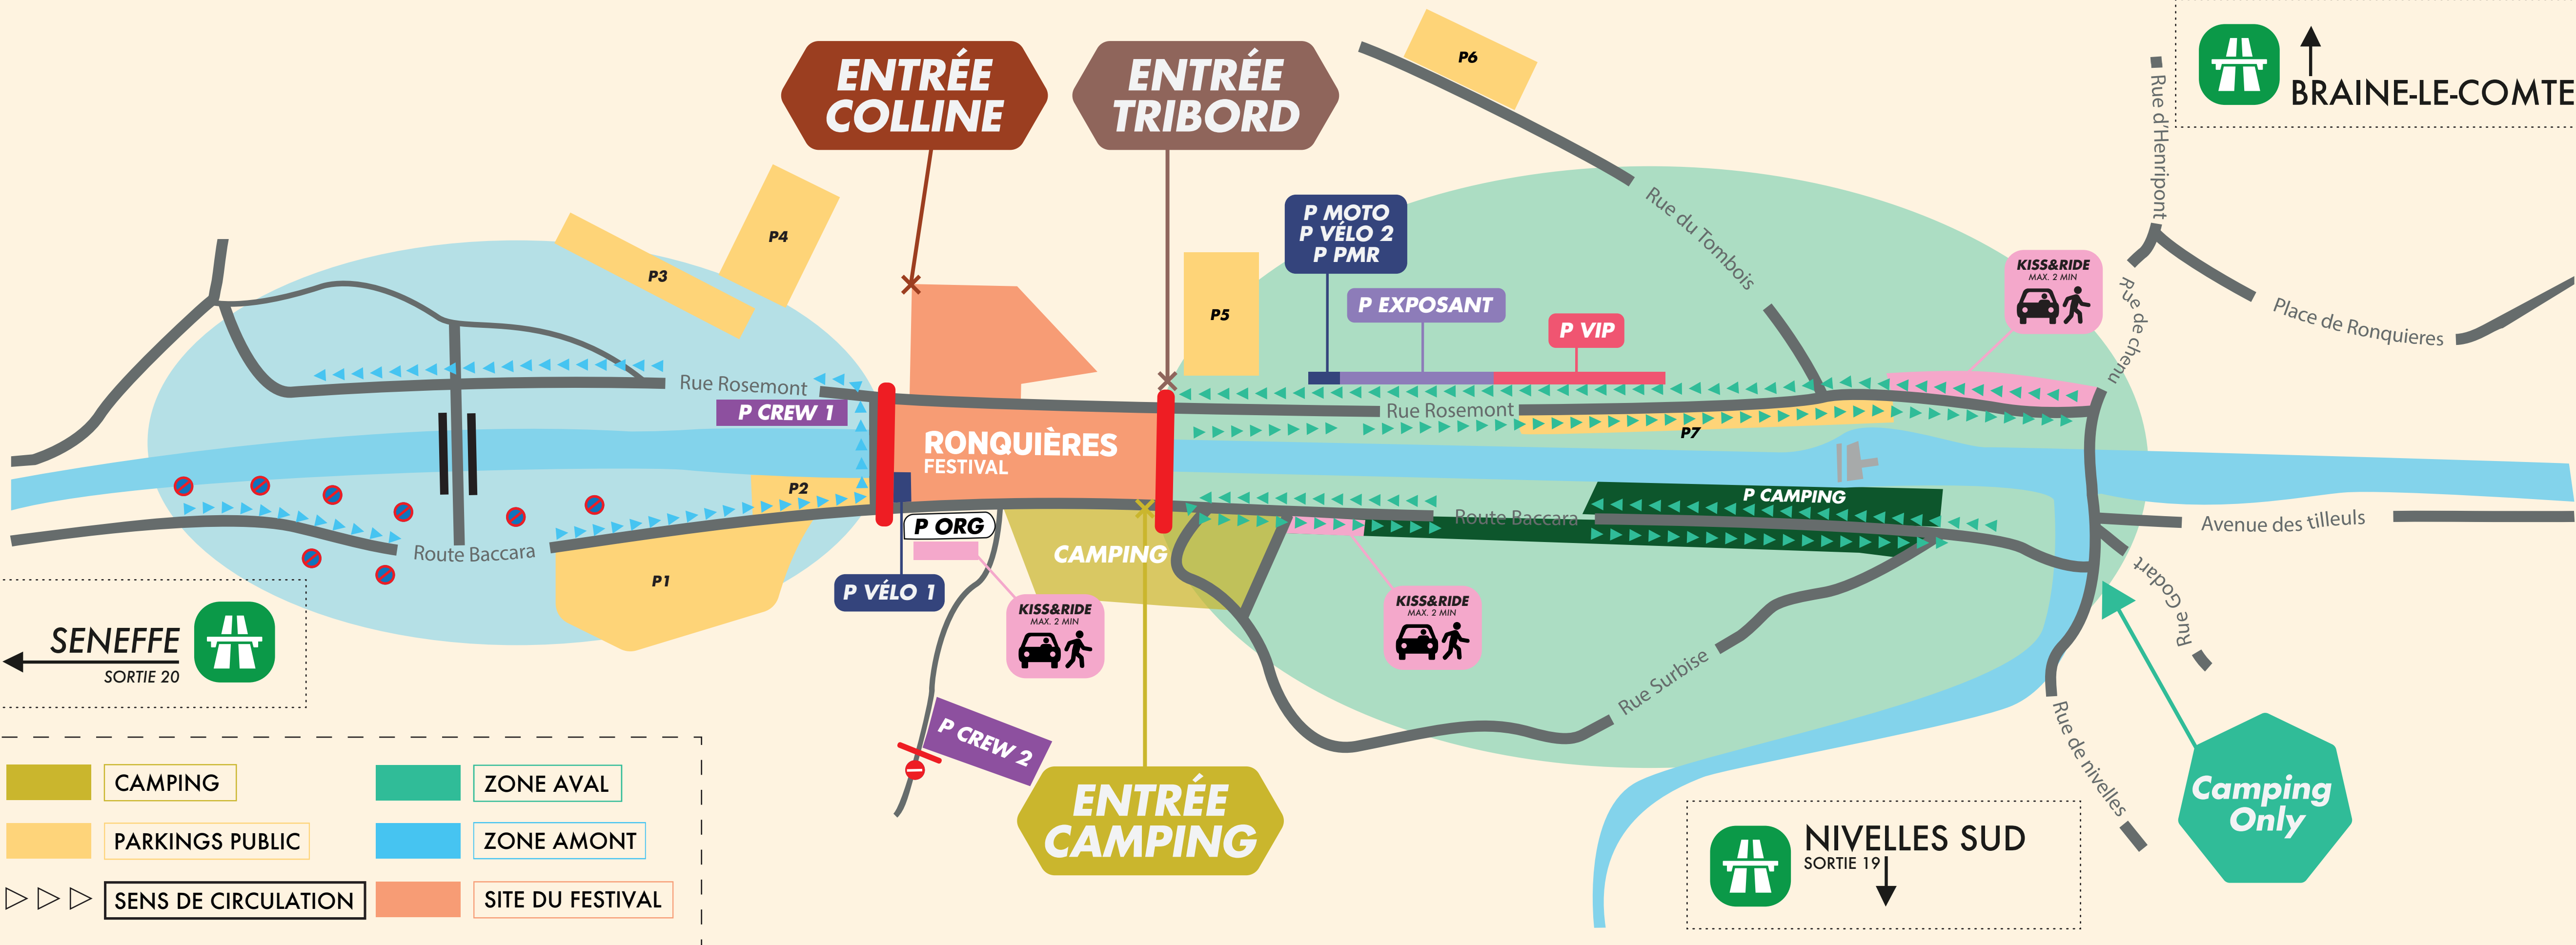 ENTRÉE
COLLINE
ENTRÉE
TRIBORD
P6
BRAINE-LE-COMTE
Rue d'Henripont
P4
P3
P MOTO
P VÉLO 2
P PMR
Rue du Tombois
KISS&RIDE
MAX. 2 MIN
P5
P EXPOSANT
P VIP
Rue de chenu
Place de Ronquieres
Rue Rosemont
P CREW 1
Rue Rosemont
P7
RONQUIÈRES
FESTIVAL
P2
P CAMPING
P ORG
Route Baccara
Avenue des tilleuls
Route Baccara
CAMPING
P1
P VÉLO 1
KISS&RIDE
MAX. 2 MIN
KISS&RIDE
MAX. 2 MIN
Rue Godart
SENEFFE
SORTIE 20
Rue Surbise
P CREW 2
Rue de nivelles
ENTRÉE
CAMPING
Camping
Only
NIVELLES SUD
SORTIE 19
CAMPING
ZONE AVAL
PARKINGS PUBLIC
ZONE AMONT
SENS DE CIRCULATION
SITE DU FESTIVAL